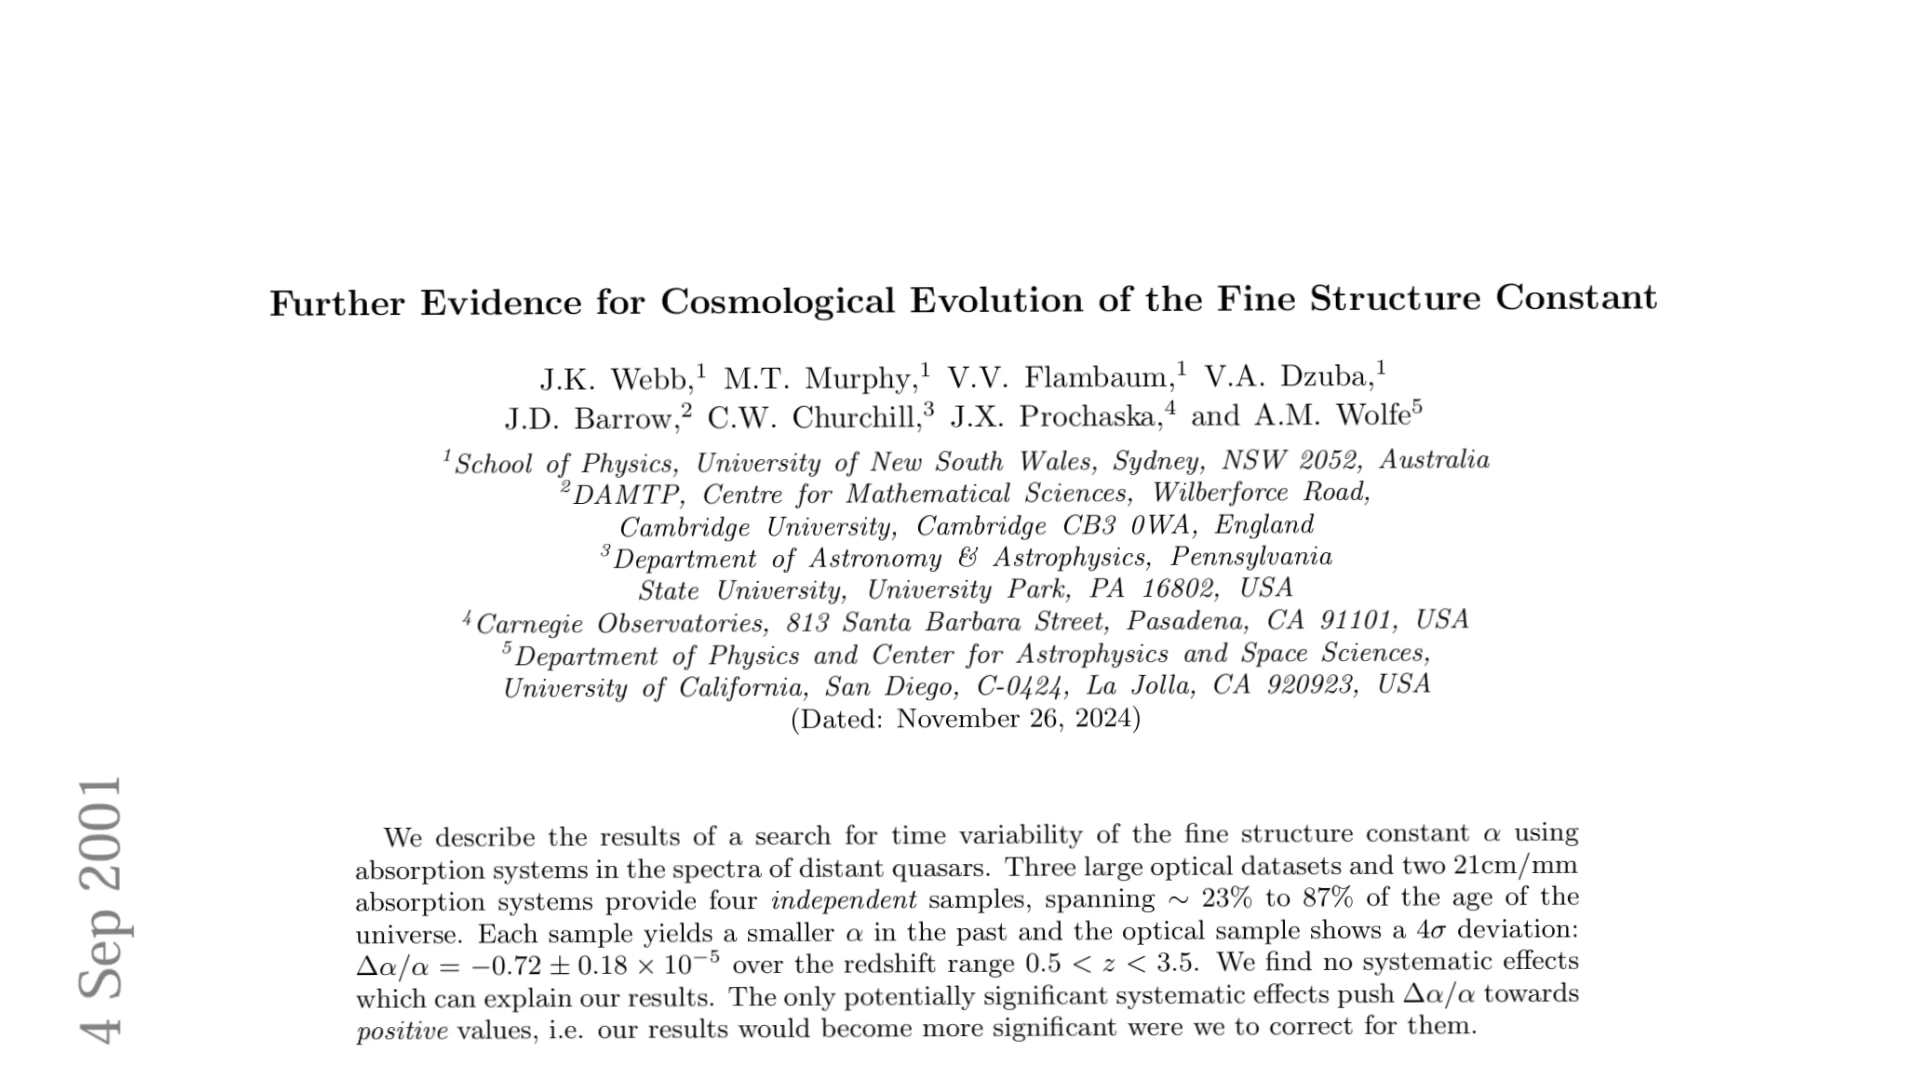 Further Evidence for Cosmological Evolution of the Fine Structure Constant
J.K. Webb,¹ M.T. Murphy,¹ V.V. Flambaum,¹ V.A. Dzuba,¹
J.D. Barrow,² C.W. Churchill,³ J.X. Prochaska,⁴ and A.M. Wolfe⁵
¹School of Physics, University of New South Wales, Sydney, NSW 2052, Australia
²DAMTP, Centre for Mathematical Sciences, Wilberforce Road,
Cambridge University, Cambridge CB3 0WA, England
³Department of Astronomy & Astrophysics, Pennsylvania
State University, University Park, PA 16802, USA
⁴Carnegie Observatories, 813 Santa Barbara Street, Pasadena, CA 91101, USA
⁵Department of Physics and Center for Astrophysics and Space Sciences,
University of California, San Diego, C-0424, La Jolla, CA 920923, USA
(Dated: November 26, 2024)
We describe the results of a search for time variability of the fine structure constant α using
absorption systems in the spectra of distant quasars. Three large optical datasets and two 21cm/mm
absorption systems provide four independent samples, spanning ∼ 23% to 87% of the age of the
universe. Each sample yields a smaller α in the past and the optical sample shows a 4σ deviation:
Δα/α = −0.72 ± 0.18 × 10⁻⁵ over the redshift range 0.5 < z < 3.5. We find no systematic effects
which can explain our results. The only potentially significant systematic effects push Δα/α towards
positive values, i.e. our results would become more significant were we to correct for them.
4 Sep 2001